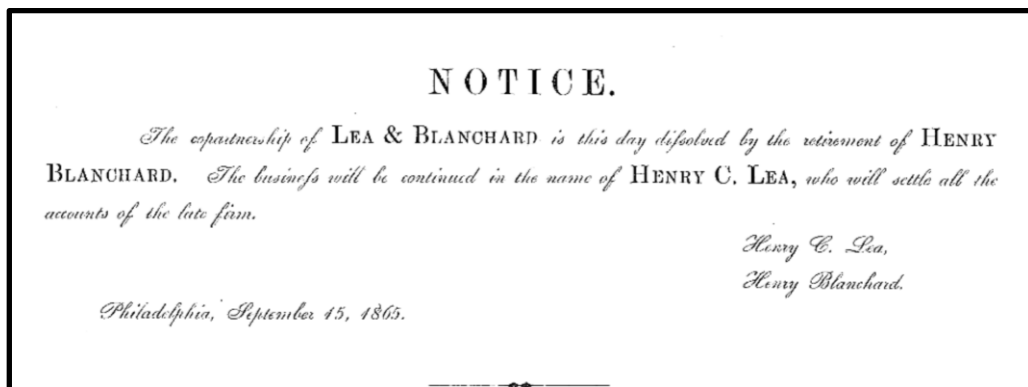 NOTICE.
The copartnership of LEA & BLANCHARD is this day diſsolved by the retirement of HENRY
BLANCHARD. The busineſs will be continued in the name of HENRY C. LEA, who will settle all the
accounts of the late firm.
Henry C. Lea,
Henry Blanchard.
Philadelphia, September 15, 1865.